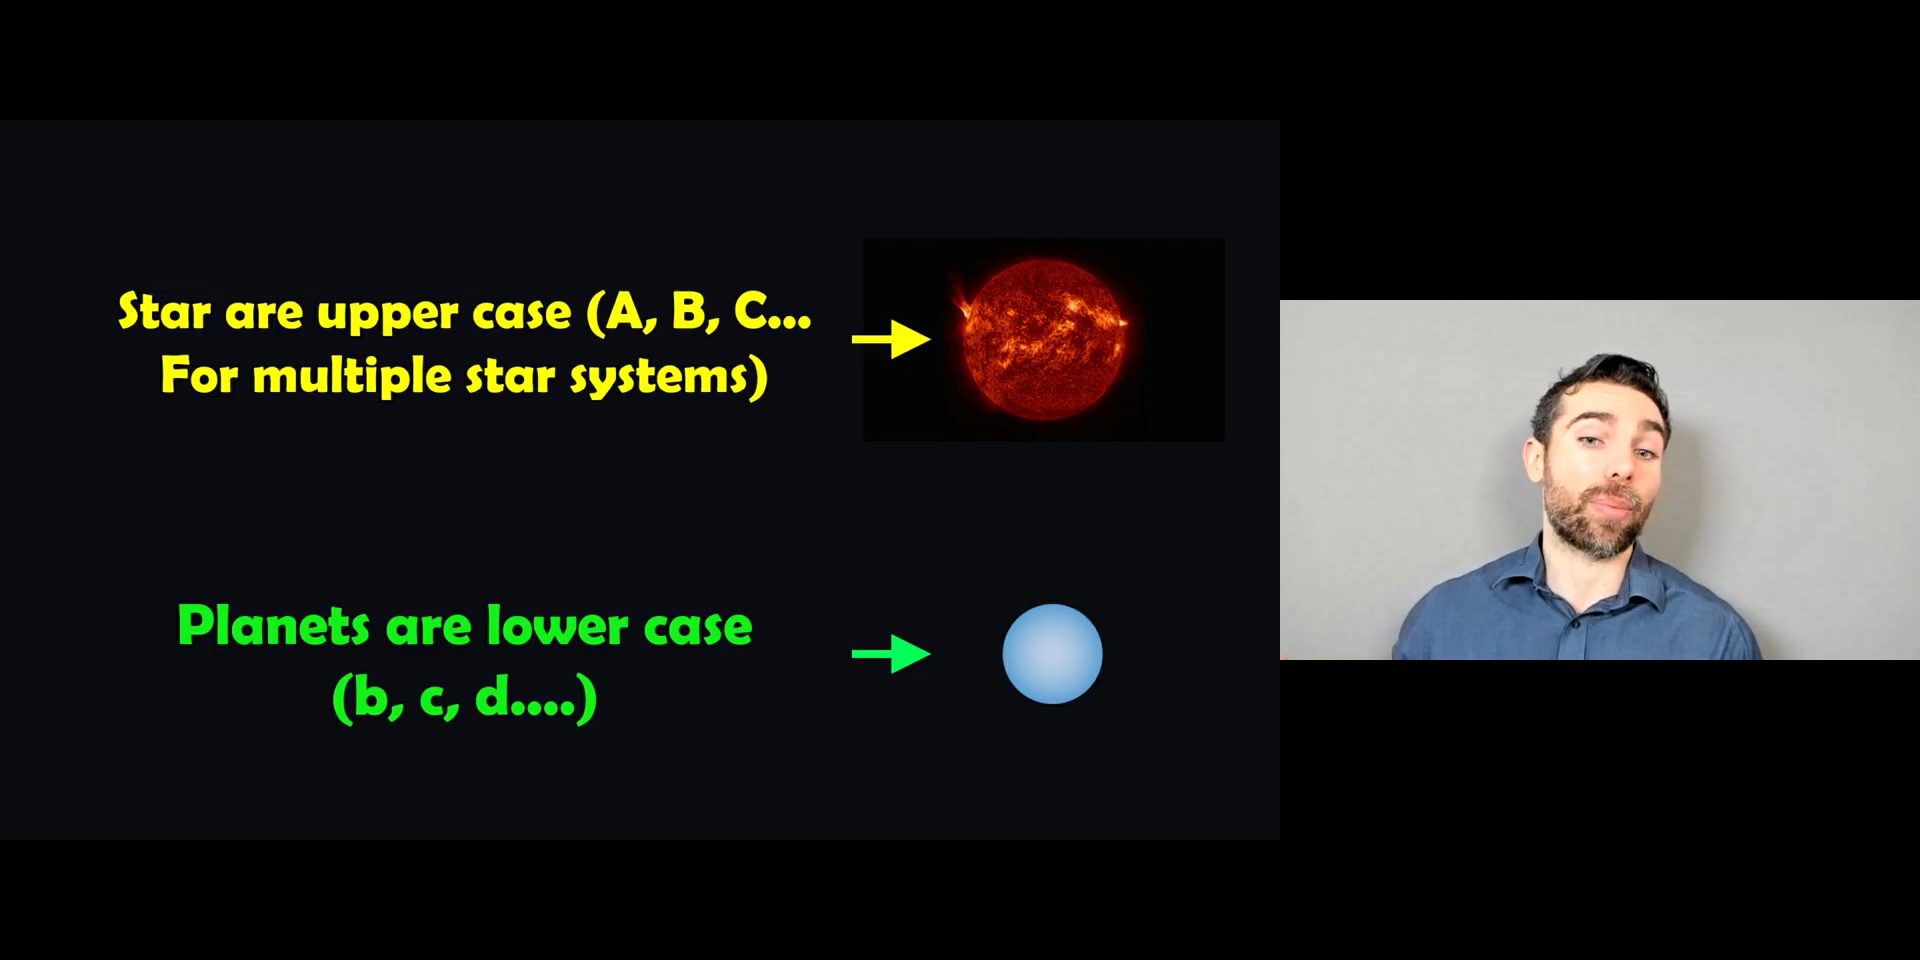 Star are upper case (A, B, C...
For multiple star systems)
Planets are lower case
(b, c, d....)